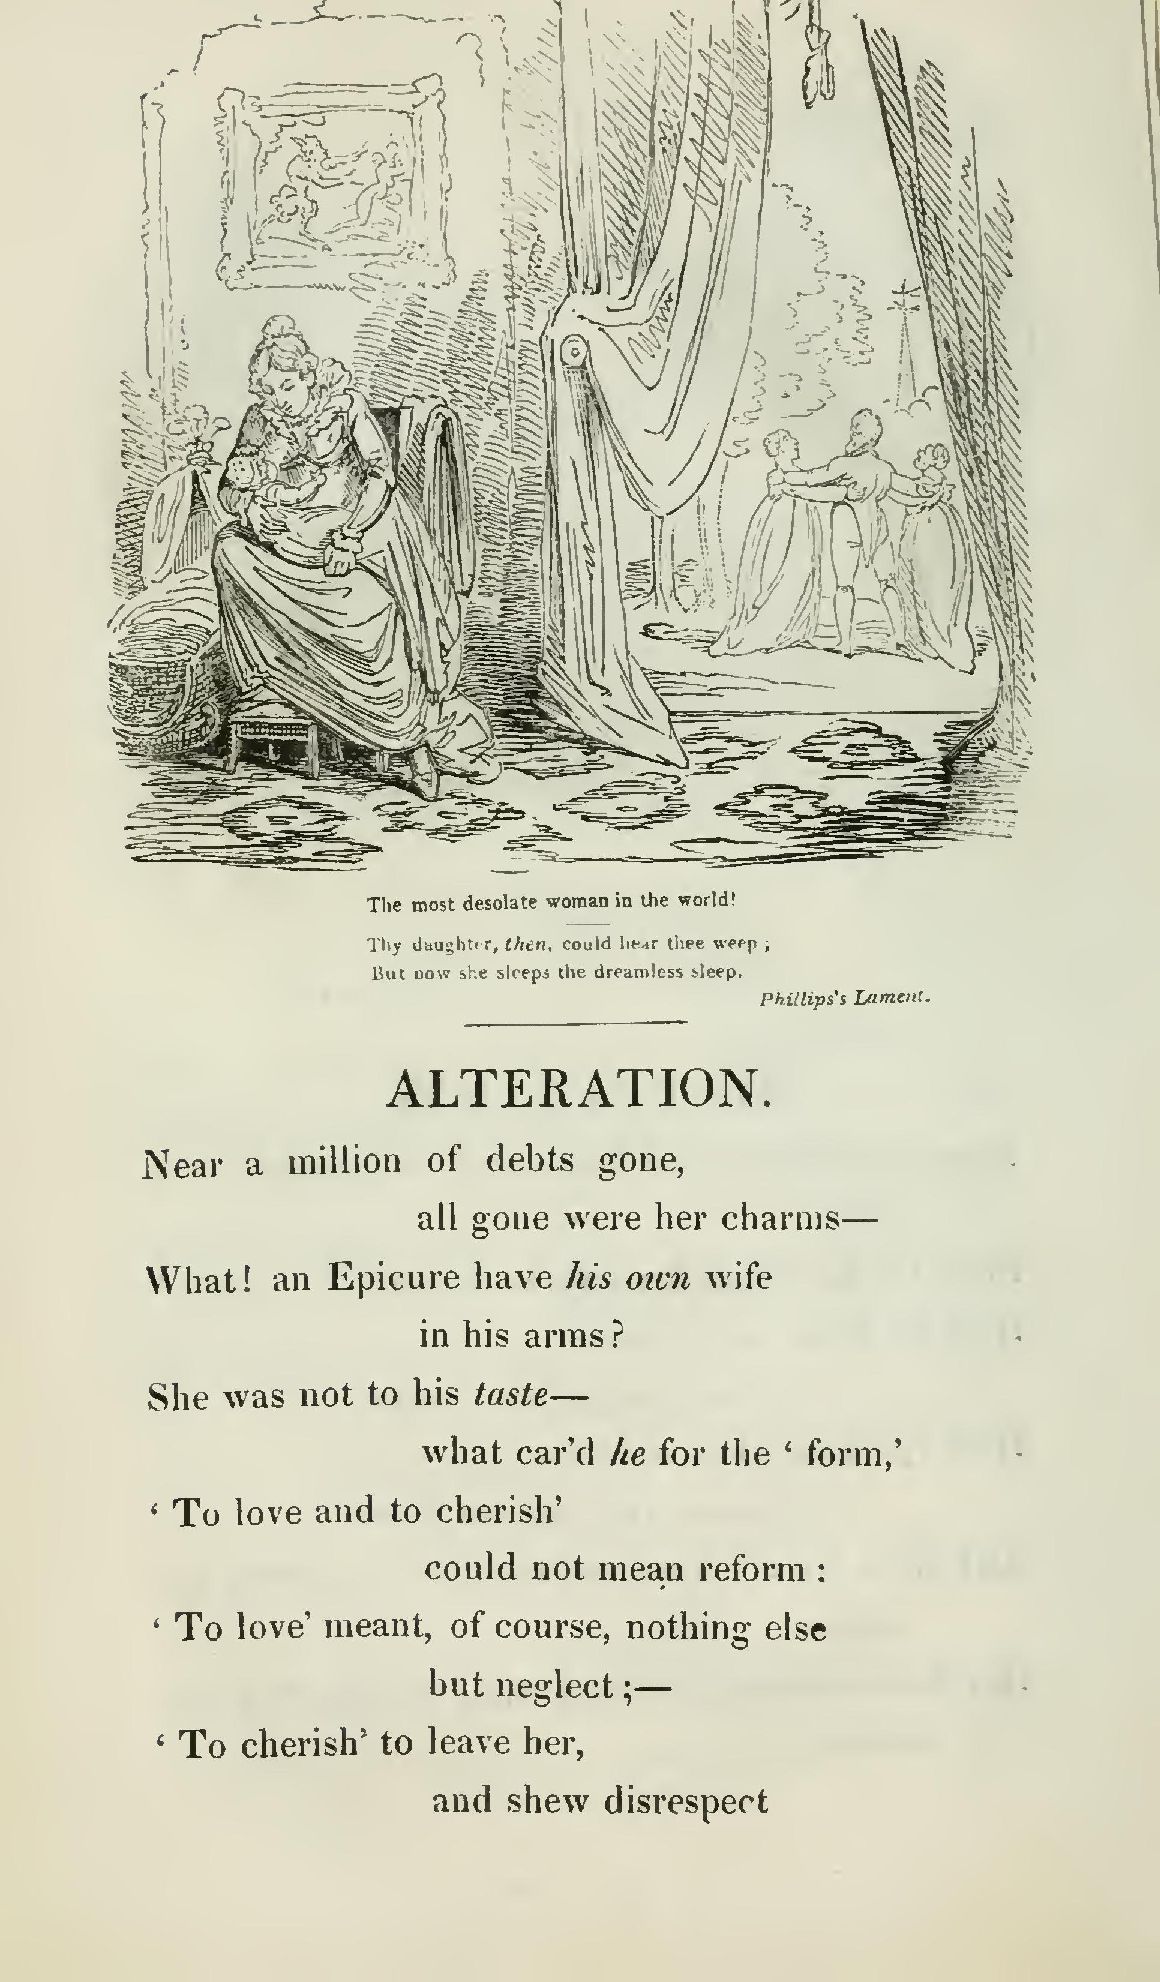 The most desolate woman in the world!
Thy daughter, then, could hear thee weep ;
But now she sleeps the dreamless sleep.
Phillips's Lament.
ALTERATION.
Near a million of debts gone,
all gone were her charms—
What! an Epicure have his own wife
in his arms?
She was not to his taste—
what car'd he for the ‘ form,’
‘ To love and to cherish’
could not mean reform :
‘ To love’ meant, of course, nothing else
but neglect ;—
‘ To cherish’ to leave her,
and shew disrespect